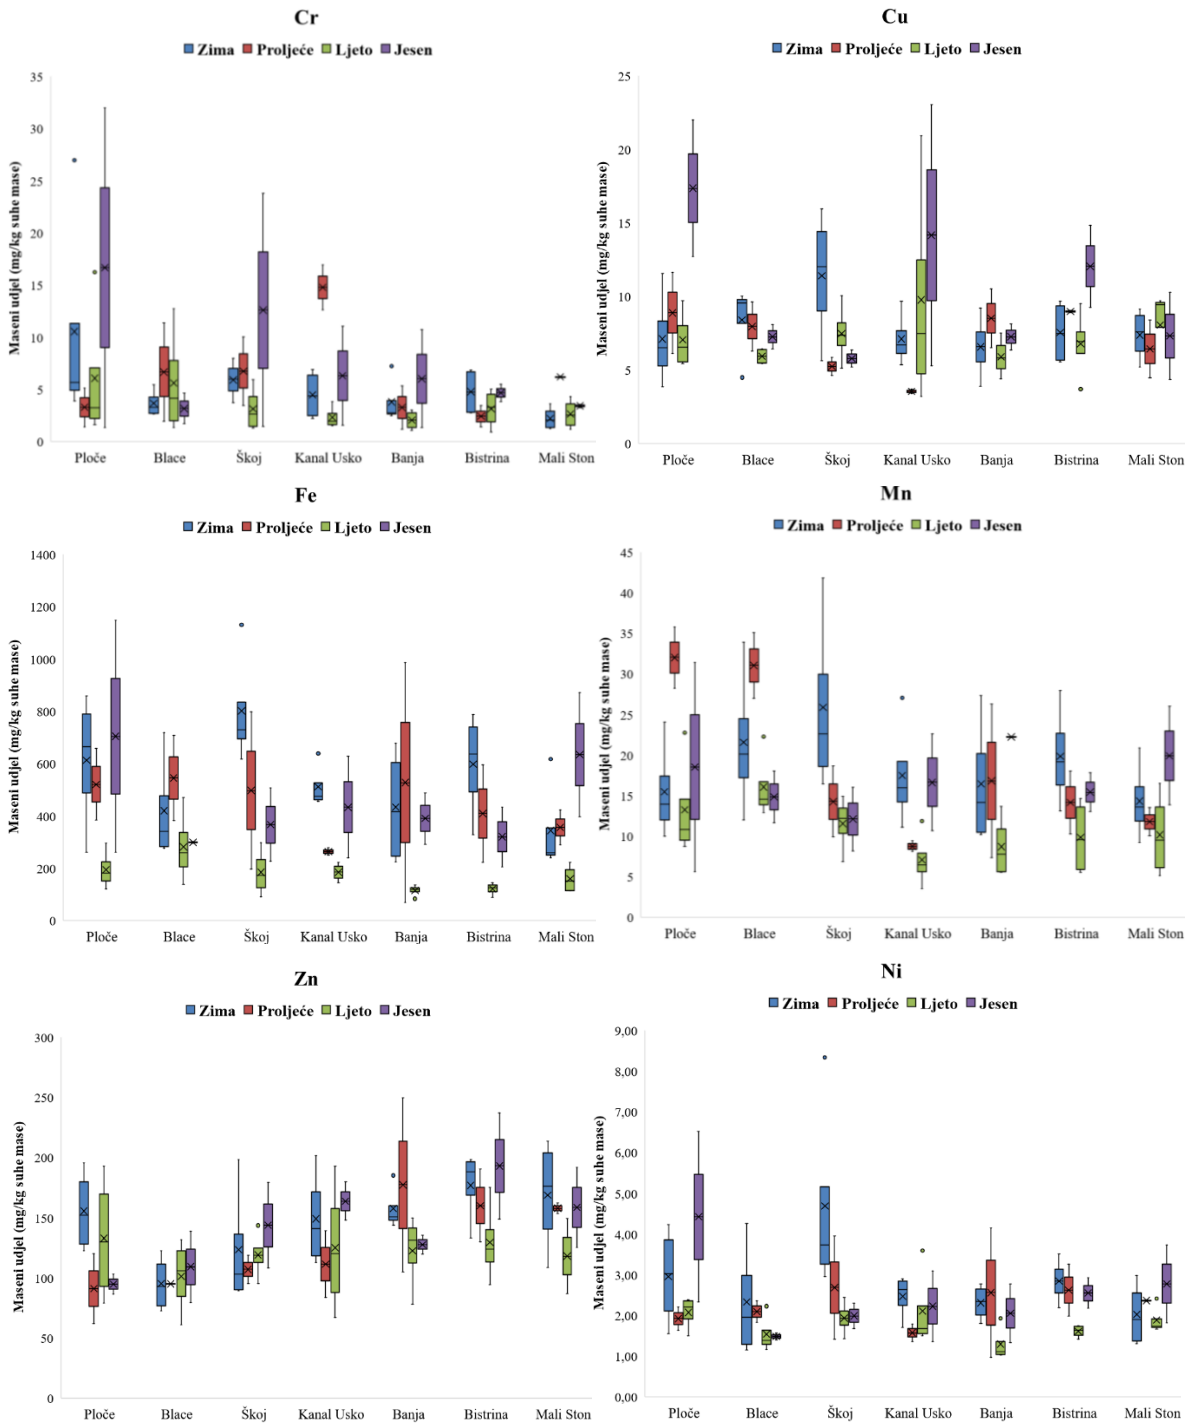 Cr
Zima Proljeće Ljeto Jesen
Maseni udjel (mg/kg suhe mase)
35
30
25
20
15
10
5
0
Ploče Blace Škoj Kanal Usko Banja Bistrina Mali Ston
Cu
Zima Proljeće Ljeto Jesen
Maseni udjel (mg/kg suhe mase)
25
20
15
10
5
0
Ploče Blace Škoj Kanal Usko Banja Bistrina Mali Ston
Fe
Zima Proljeće Ljeto Jesen
Maseni udjel (mg/kg suhe mase)
1400
1200
1000
800
600
400
200
0
Ploče Blace Škoj Kanal Usko Banja Bistrina Mali Ston
Mn
Zima Proljeće Ljeto Jesen
Maseni udjel (mg/kg suhe mase)
45
40
35
30
25
20
15
10
5
0
Ploče Blace Škoj Kanal Usko Banja Bistrina Mali Ston
Zn
Zima Proljeće Ljeto Jesen
Maseni udjel (mg/kg suhe mase)
300
250
200
150
100
50
0
Ploče Blace Škoj Kanal Usko Banja Bistrina Mali Ston
Ni
Zima Proljeće Ljeto Jesen
Maseni udjel (mg/kg suhe mase)
9,00
8,00
7,00
6,00
5,00
4,00
3,00
2,00
1,00
0,00
Ploče Blace Škoj Kanal Usko Banja Bistrina Mali Ston